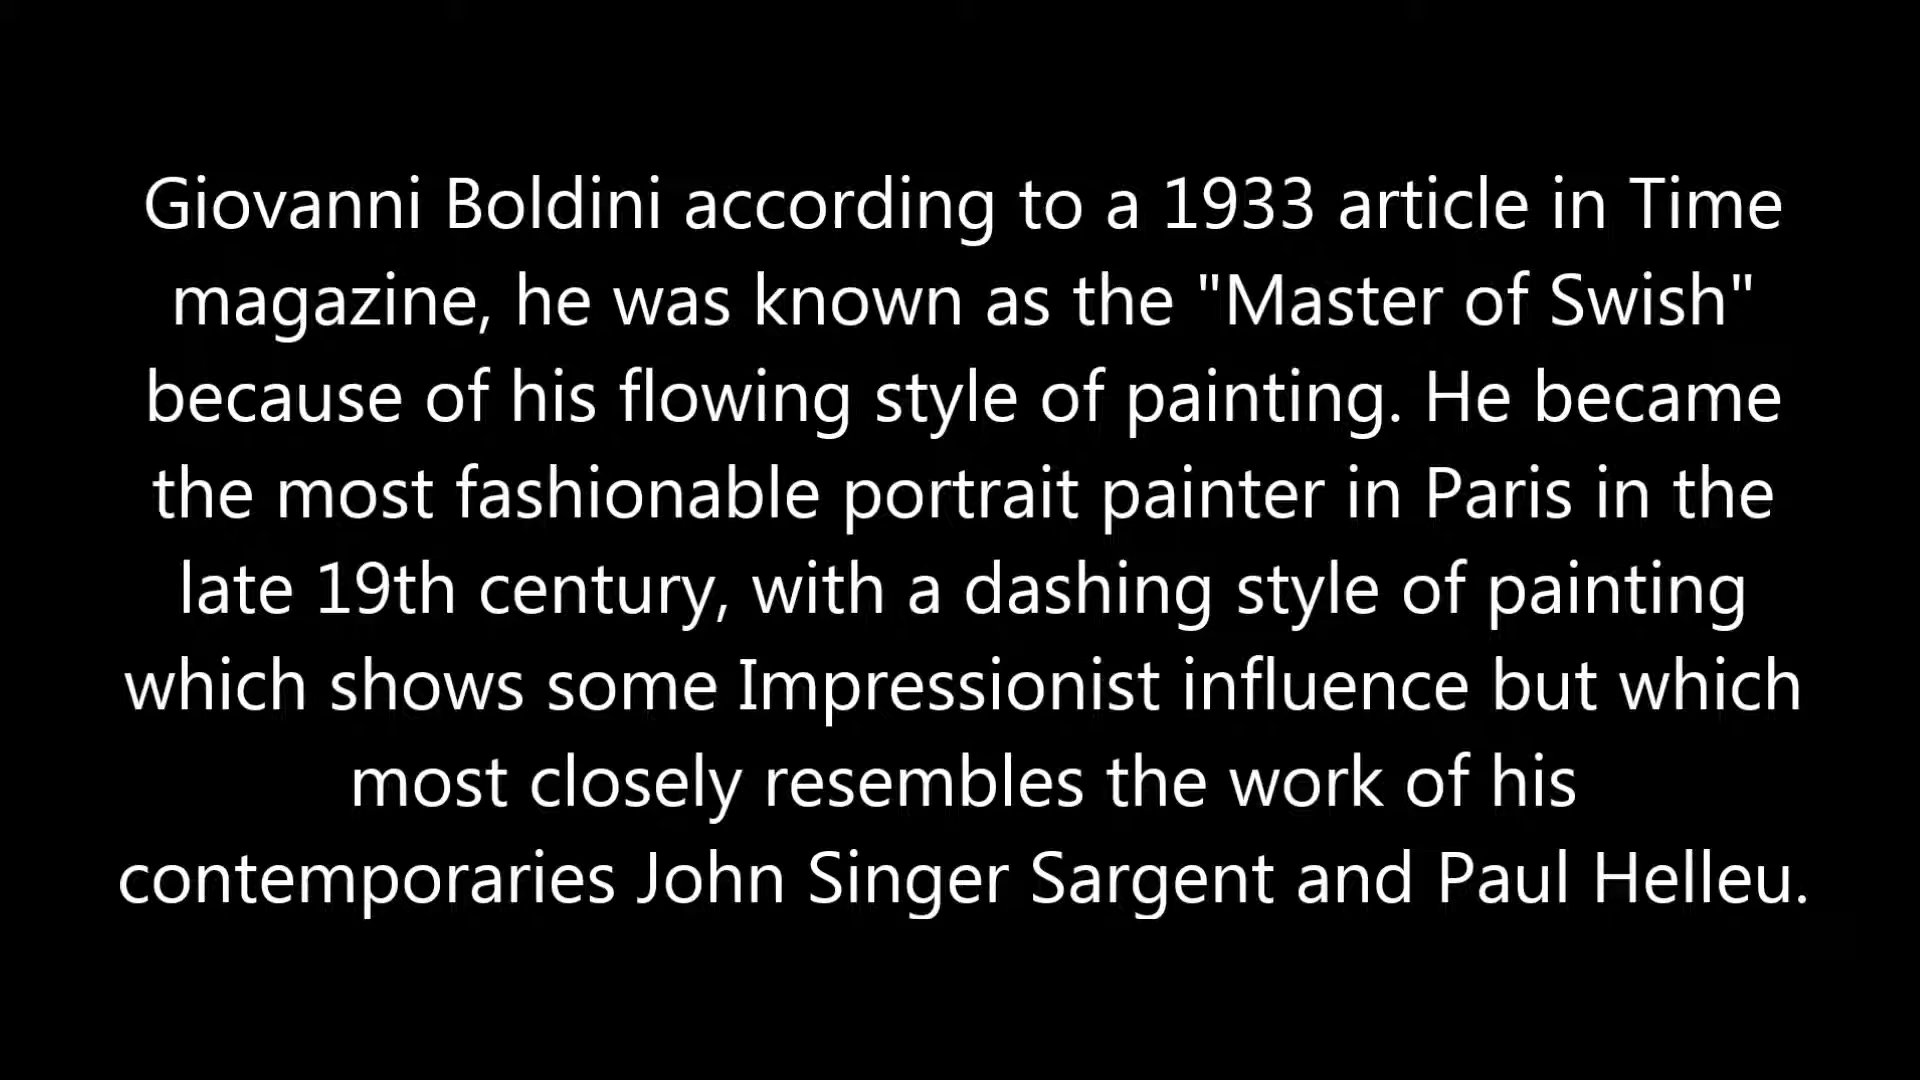 Giovanni Boldini according to a 1933 article in Time
magazine, he was known as the "Master of Swish"
because of his flowing style of painting. He became
the most fashionable portrait painter in Paris in the
late 19th century, with a dashing style of painting
which shows some Impressionist influence but which
most closely resembles the work of his
contemporaries John Singer Sargent and Paul Helleu.